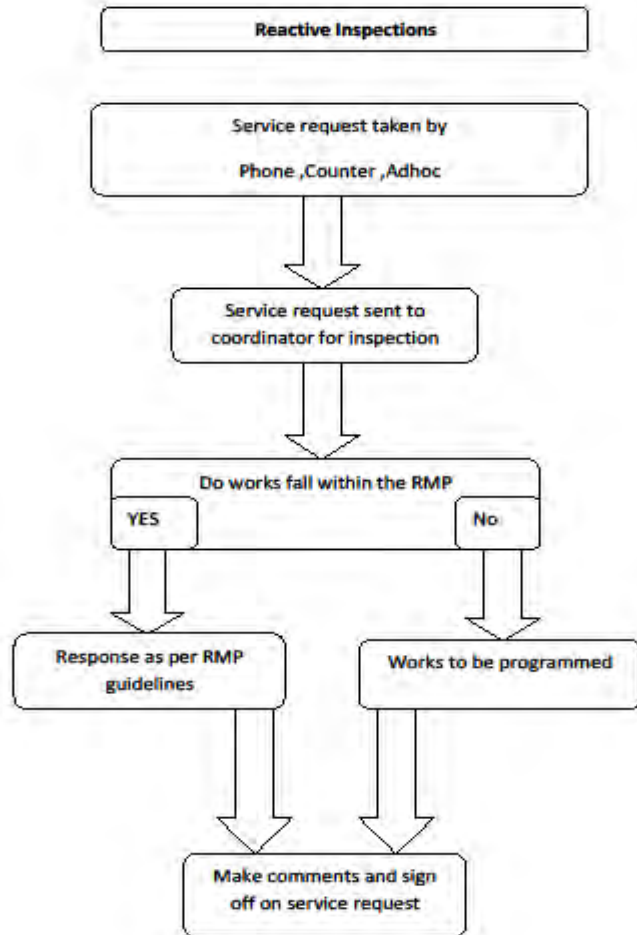 Reactive Inspections
Service request taken by
Phone ,Counter ,Adhoc
Service request sent to
coordinator for inspection
Do works fall within the RMP
YES
No
Response as per RMP
guidelines
Works to be programmed
Make comments and sign
off on service request